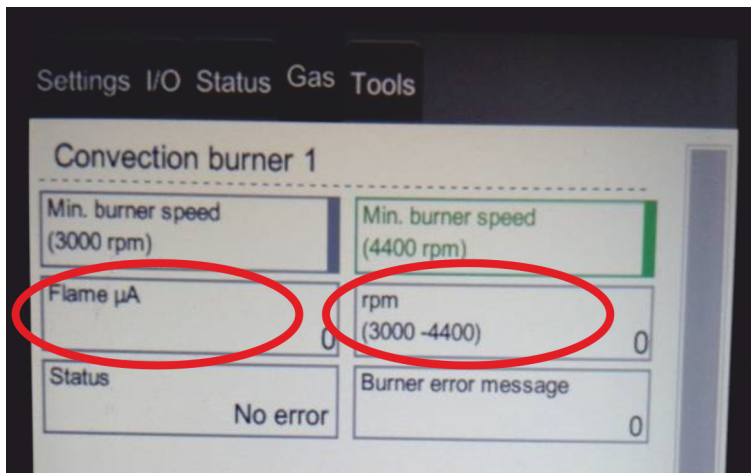 Settings I/O Status Gas Tools
Convection burner 1
Min. burner speed
(3000 rpm)
Min. burner speed
(4400 rpm)
Flame µA
0
rpm
(3000 -4400)
0
Status
No error
Burner error message
0